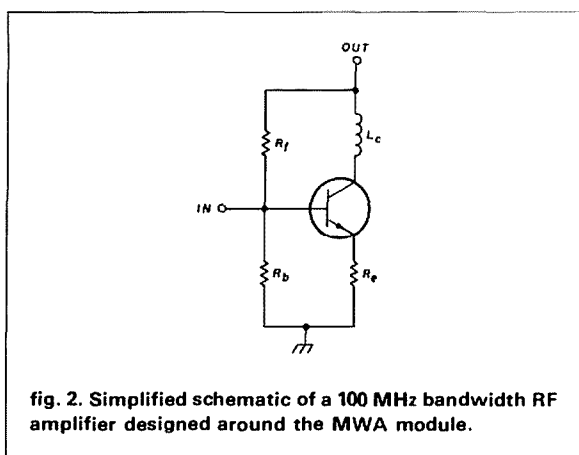 OUT
Rf
Lc
IN
Rb
Re
fig. 2. Simplified schematic of a 100 MHz bandwidth RF
amplifier designed around the MWA module.